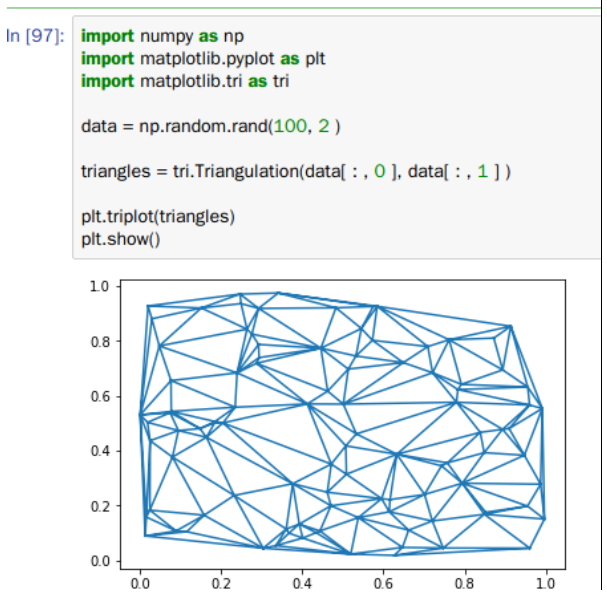 In [97]:
import numpy as np
import matplotlib.pyplot as plt
import matplotlib.tri as tri
data = np.random.rand(100, 2 )
triangles = tri.Triangulation(data[ : , 0 ], data[ : , 1 ] )
plt.triplot(triangles)
plt.show()
1.0
0.8
0.6
0.4
0.2
0.0
0.0 0.2 0.4 0.6 0.8 1.0